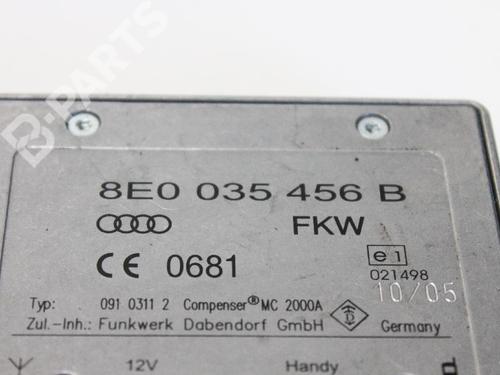 B-PARTS
8E0 035 456 B
FKW
CE 0681
e1
021498
10/05
Typ: 091 0311 2 Compenser®MC 2000A
Zul.-Inh.: Funkwerk Dabendorf GmbH Germany
12V Handy